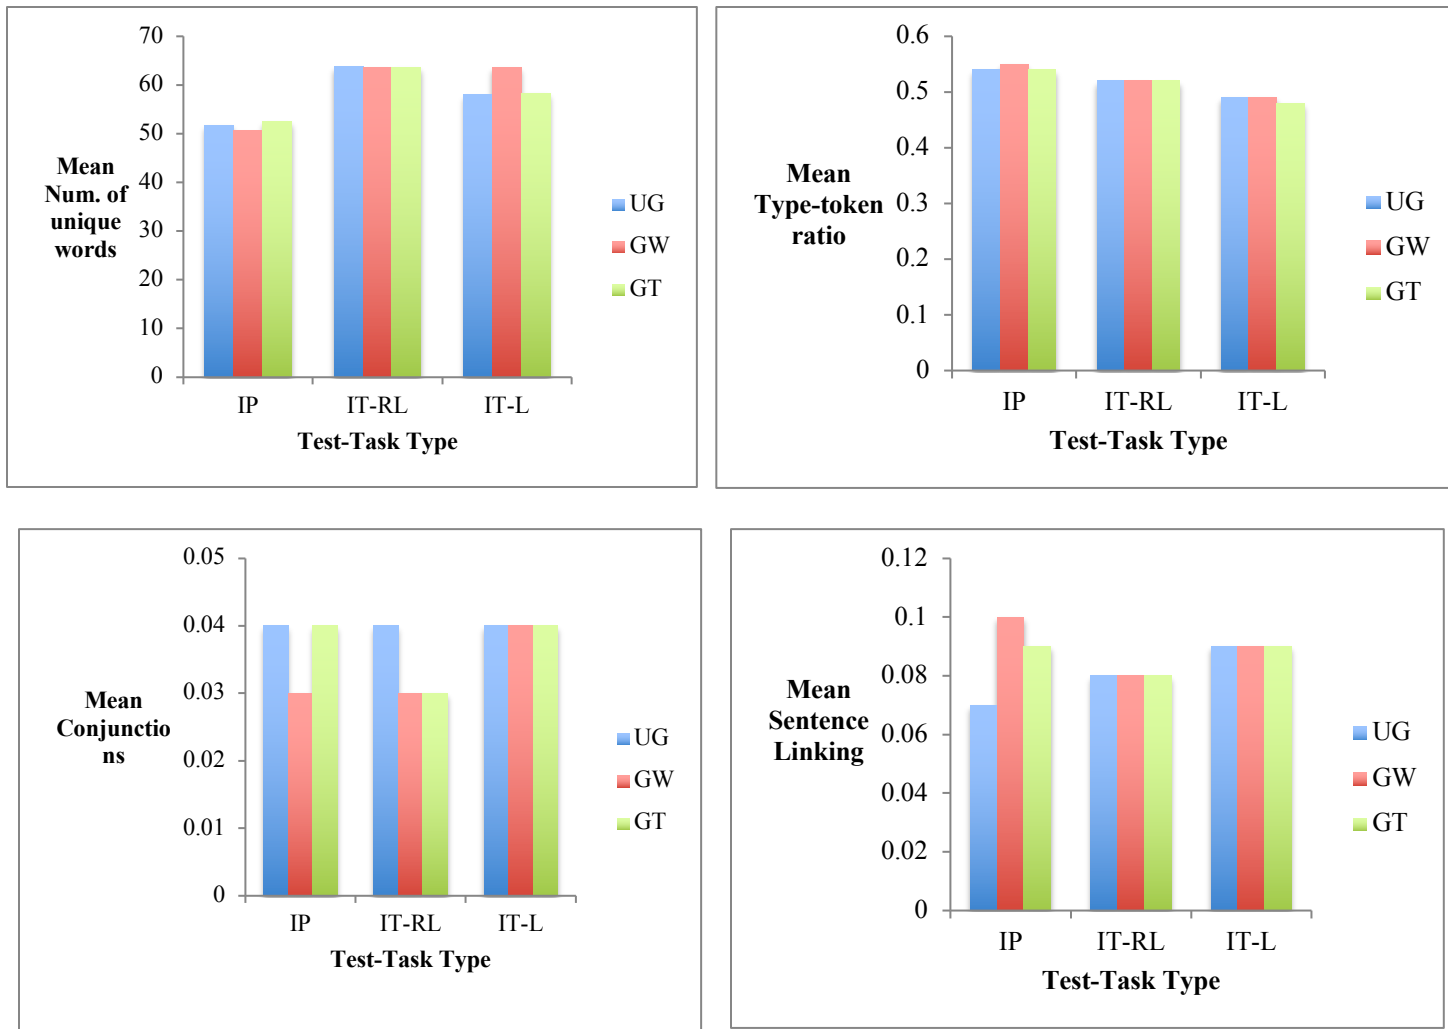 70
60
50
40
30
20
10
0
Mean
Num. of
unique
words
UG
GW
GT
IP IT-RL IT-L
Test-Task Type
0.6
0.5
0.4
0.3
0.2
0.1
0
Mean
Type-token
ratio
UG
GW
GT
IP IT-RL IT-L
Test-Task Type
0.05
0.04
0.03
0.02
0.01
0
Mean
Conjunctio
ns
UG
GW
GT
IP IT-RL IT-L
Test-Task Type
0.12
0.1
0.08
0.06
0.04
0.02
0
Mean
Sentence
Linking
UG
GW
GT
IP IT-RL IT-L
Test-Task Type